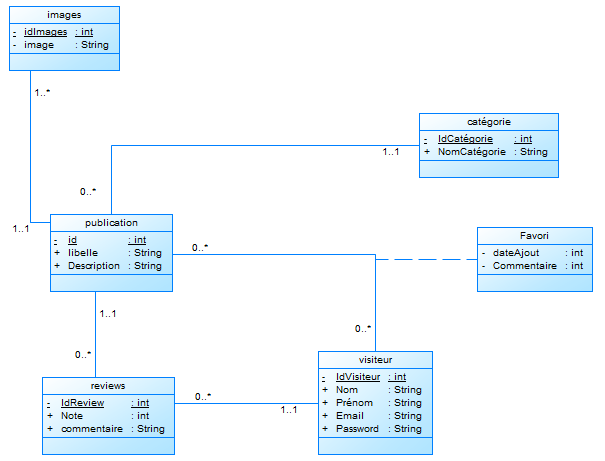 images
- idImages : int
- image : String
1..*
catégorie
- IdCatégorie : int
+ NomCatégorie : String
1..1
0..*
1..1
publication
- id : int
+ libelle : String
+ Description : String
0..*
Favori
- dateAjout : int
- Commentaire : int
1..1
0..*
0..*
visiteur
- IdVisiteur : int
+ Nom : String
+ Prénom : String
+ Email : String
+ Password : String
reviews
- IdReview : int
+ Note : int
+ commentaire : String
0..*
1..1